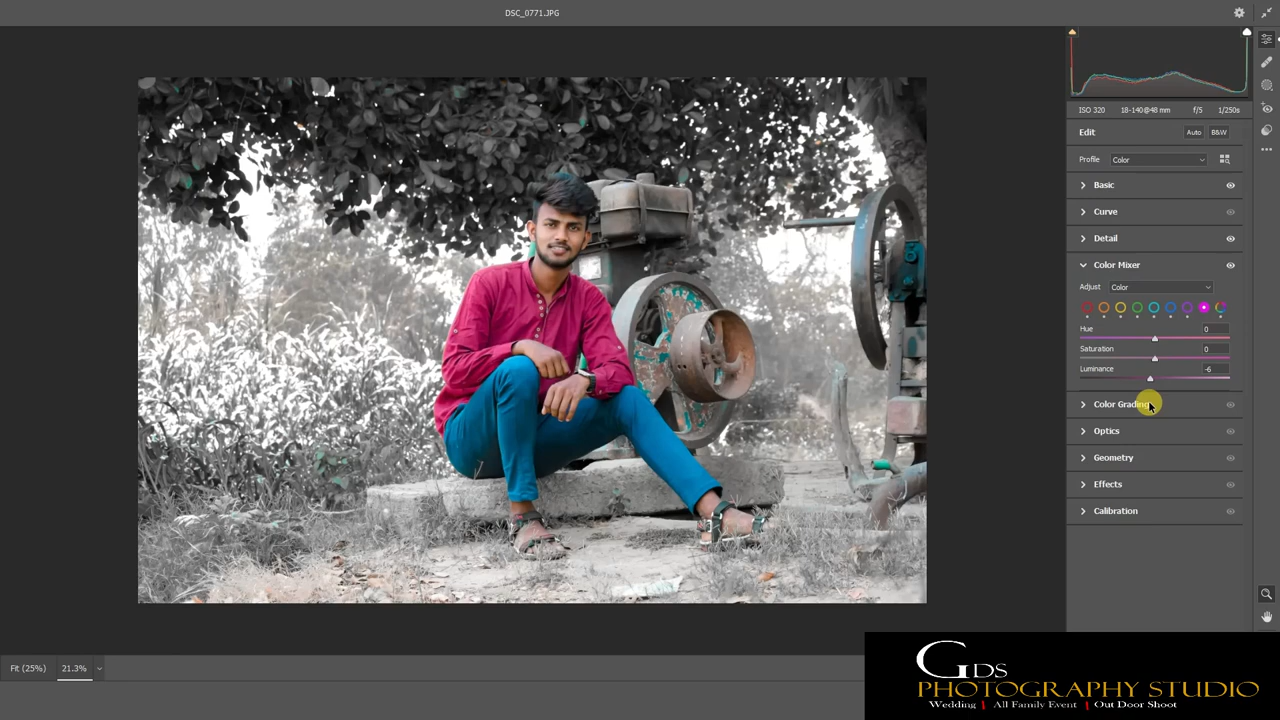 DSC_0771.JPG
ISO 320 18-140@48 mm f/5 1/250s
Edit Auto B&W
Profile Color
Basic
Curve
Detail
Color Mixer
Adjust Color
Hue 0
Saturation 0
Luminance -6
Color Grading
Optics
Geometry
Effects
Calibration
Fit (25%) 21.3%
GDS
PHOTOGRAPHY STUDIO
Wedding | All Family Event | Out Door Shoot